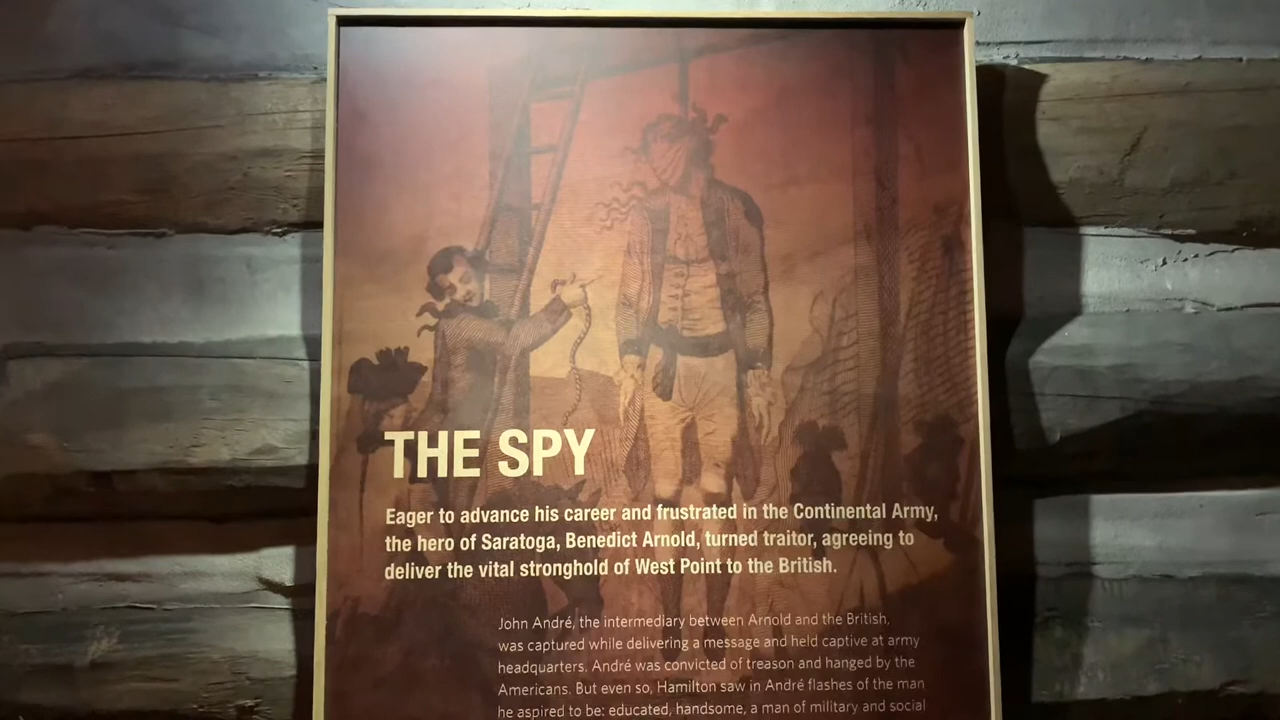 THE SPY
Eager to advance his career and frustrated in the Continental Army,
the hero of Saratoga, Benedict Arnold, turned traitor, agreeing to
deliver the vital stronghold of West Point to the British.
John André, the intermediary between Arnold and the British,
was captured while delivering a message and held captive at army
headquarters. André was convicted of treason and hanged by the
Americans. But even so, Hamilton saw in André flashes of the man
he aspired to be: educated, handsome, a man of military and social